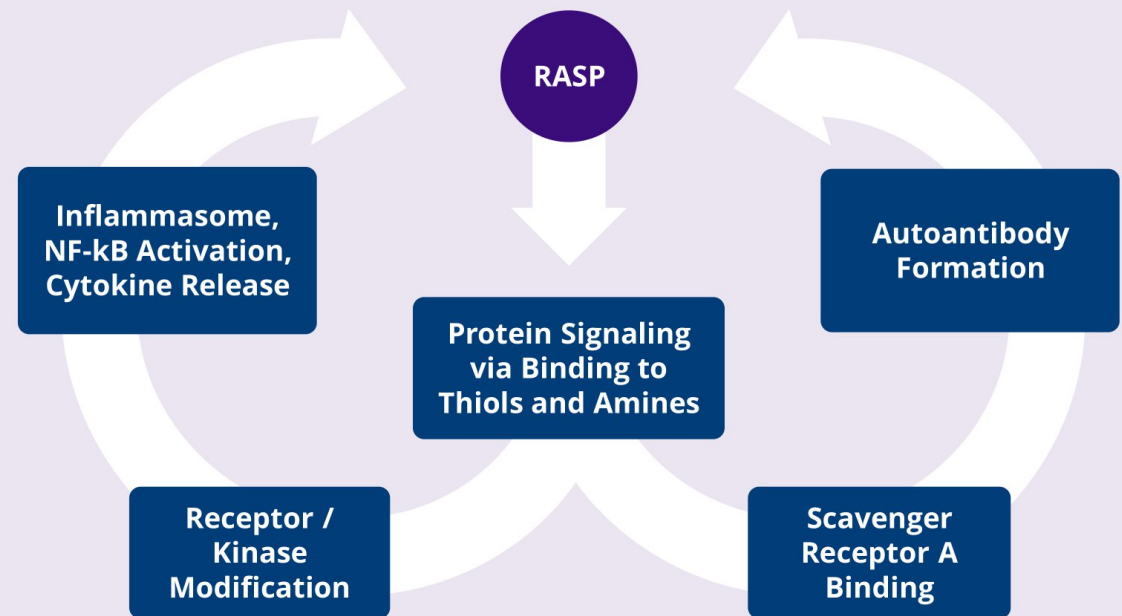 RASP
Inflammasome,
NF-kB Activation,
Cytokine Release
Autoantibody
Formation
Protein Signaling
via Binding to
Thiols and Amines
Receptor /
Kinase
Modification
Scavenger
Receptor A
Binding